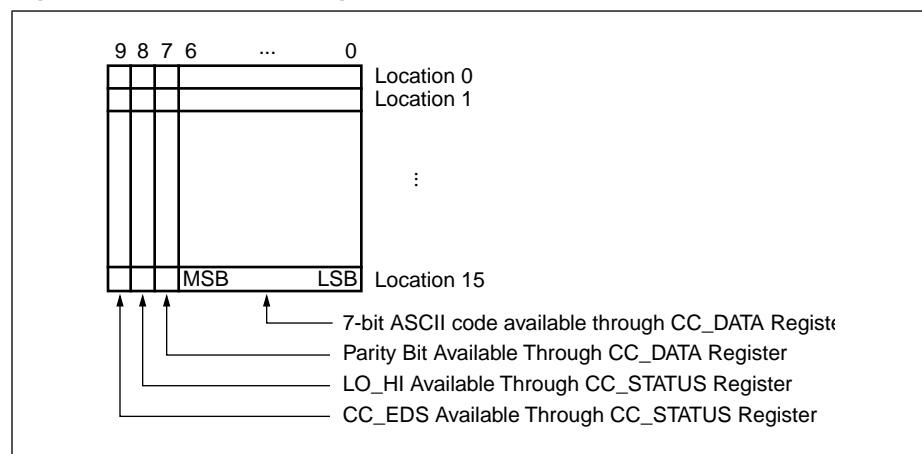 9 8 7 6 ... 0
Location 0
Location 1
⋮
MSB LSB Location 15
7-bit ASCII code available through CC_DATA Registe
Parity Bit Available Through CC_DATA Register
LO_HI Available Through CC_STATUS Register
CC_EDS Available Through CC_STATUS Register